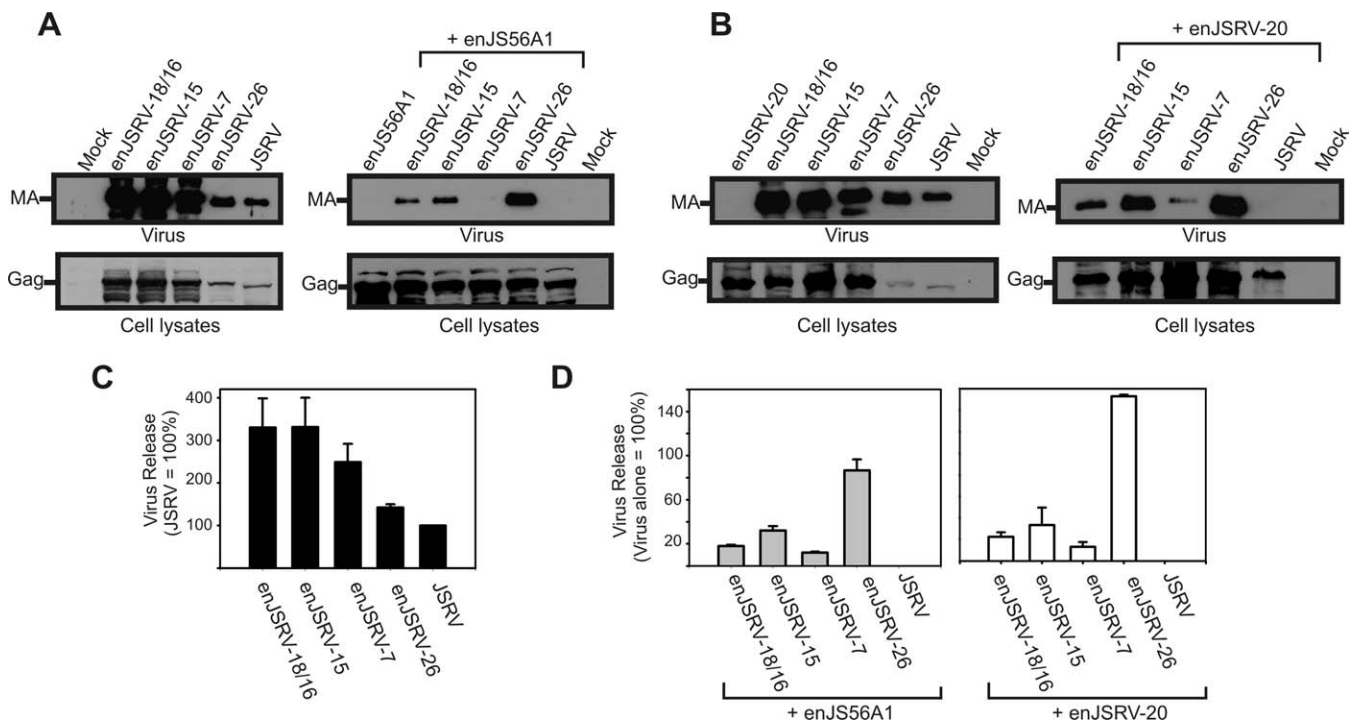 A
+ enJS56A1
Mock
enJSRV-18/16
enJSRV-15
enJSRV-7
enJSRV-26
JSRV
enJS56A1
enJSRV-18/16
enJSRV-15
enJSRV-7
enJSRV-26
JSRV
Mock
MA
Virus
MA
Virus
Gag
Cell lysates
Gag
Cell lysates
B
+ enJSRV-20
enJSRV-20
enJSRV-18/16
enJSRV-15
enJSRV-7
enJSRV-26
JSRV
Mock
enJSRV-18/16
enJSRV-15
enJSRV-7
enJSRV-26
JSRV
Mock
MA
Virus
MA
Virus
Gag
Cell lysates
Gag
Cell lysates
C
Virus Release
(JSRV = 100%)
400
300
200
100
enJSRV-18/16
enJSRV-15
enJSRV-7
enJSRV-26
JSRV
D
Virus Release
(Virus alone = 100%)
140
100
60
20
enJSRV-18/16
enJSRV-15
enJSRV-7
enJSRV-26
JSRV
+ enJS56A1
140
100
60
20
enJSRV-18/16
enJSRV-15
enJSRV-7
enJSRV-26
JSRV
+ enJSRV-20